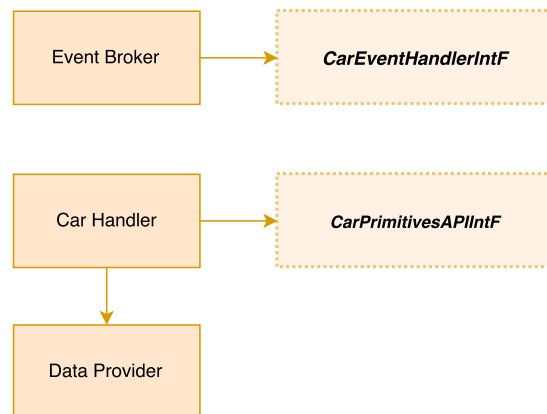 Event Broker
CarEventHandlerIntF
Car Handler
CarPrimitivesAPIIntF
Data Provider